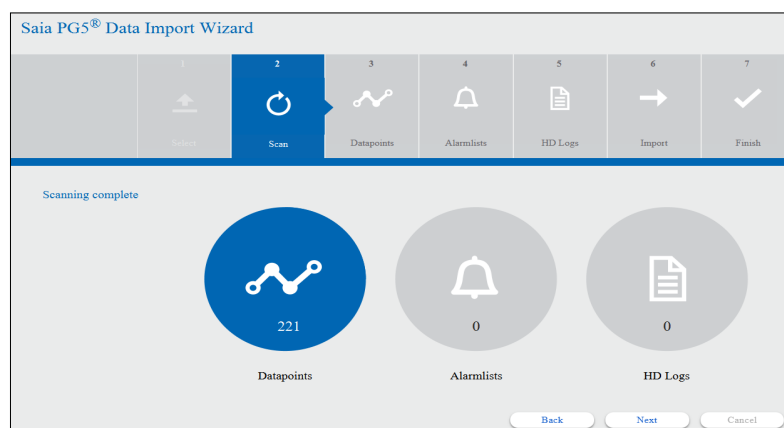 Saia PG5® Data Import Wizard
1 2 3 4 5 6 7
Select Scan Datapoints Alarmlists HD Logs Import Finish
Scanning complete
221 0 0
Datapoints Alarmlists HD Logs
Back Next Cancel